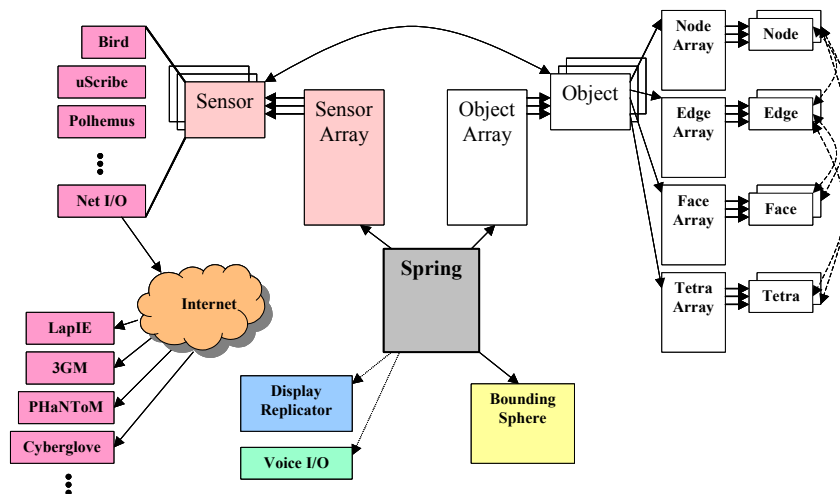 Bird
uScribe
Polhemus
Net I/O
Sensor
Sensor
Array
Object
Array
Object
Node
Array
Node
Edge
Array
Edge
Face
Array
Face
Tetra
Array
Tetra
Spring
Internet
LapIE
3GM
PHaNToM
Cyberglove
Display
Replicator
Voice I/O
Bounding
Sphere